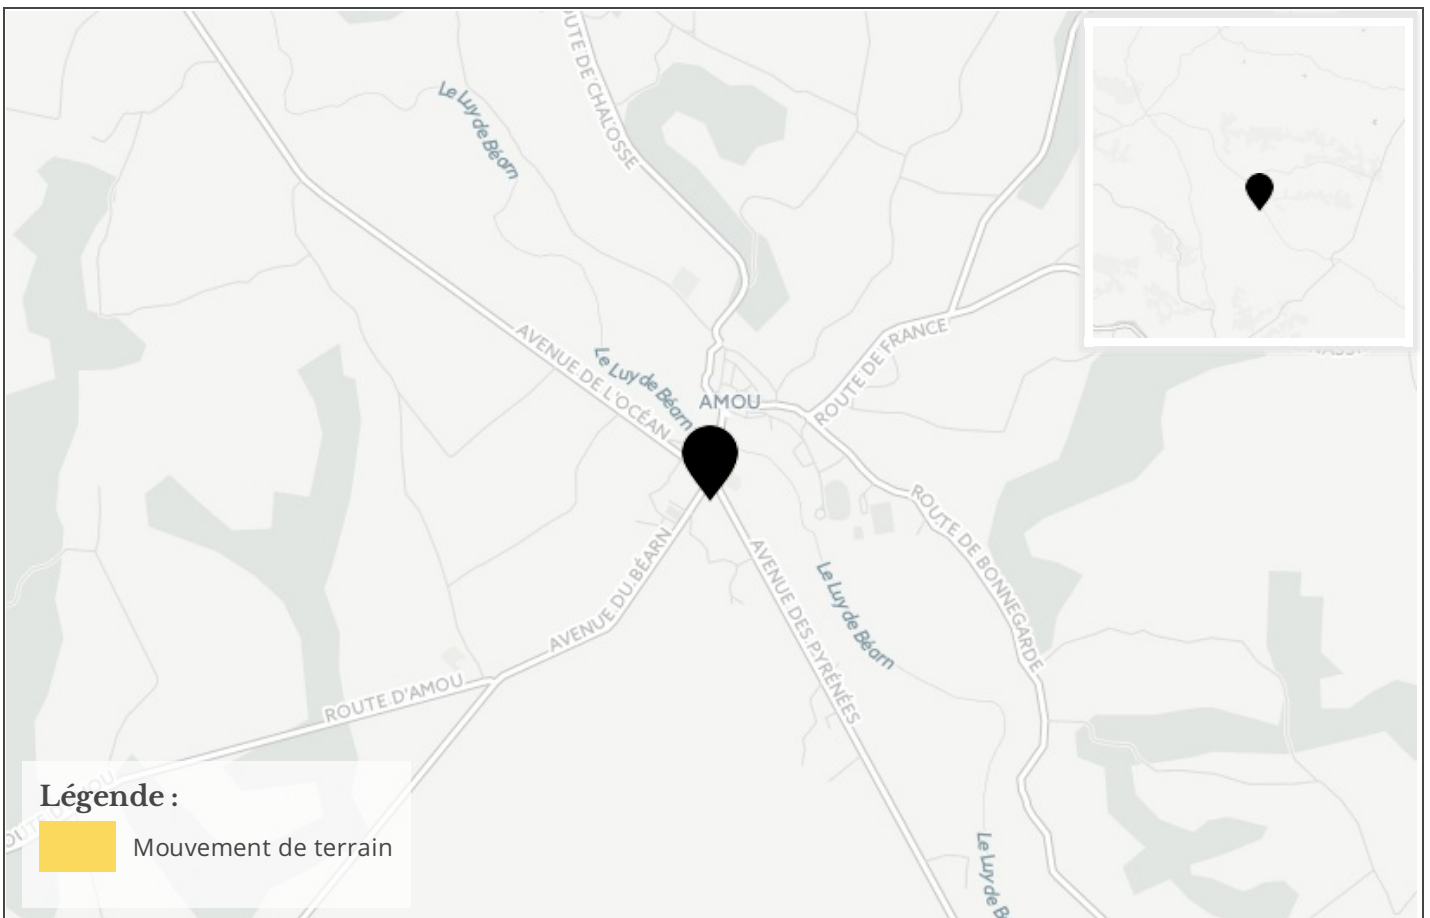 ROUTE DE CHALOSSE
Le Luy de Béarn
AVENUE DE L'OCÉAN
Le Luy de Béarn
AMOU
ROUTE DE FRANCE
ROUTE DE BONNEGARDE
AVENUE DU BÉARN
AVENUE DES PYRÉNÉES
Le Luy de Béarn
ROUTE D'AMOU
Légende :
Mouvement de terrain
Le Luy de B